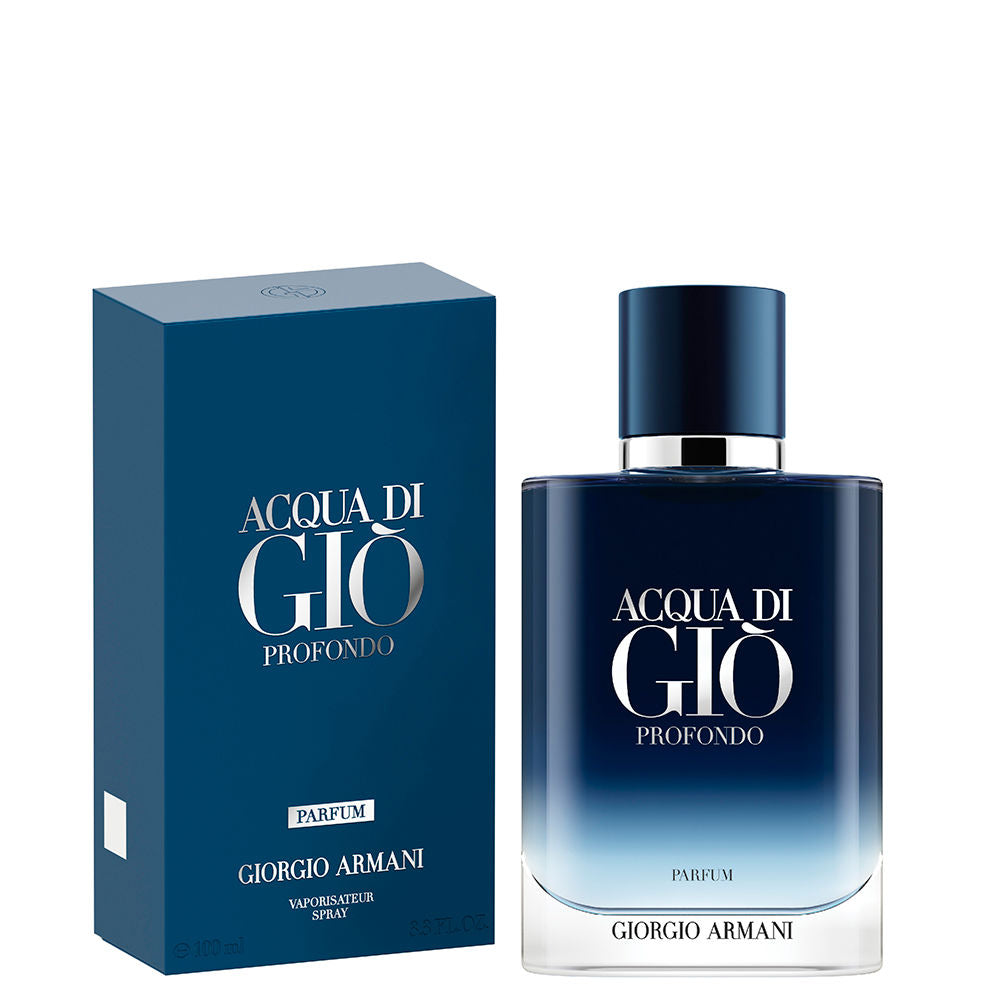 ACQUA DI
GIÒ
PROFONDO
PARFUM
GIORGIO ARMANI
VAPORISATEUR
SPRAY
℮ 100 ml 3.3 FL.OZ.
ACQUA DI
GIÒ
PROFONDO
PARFUM
GIORGIO ARMANI